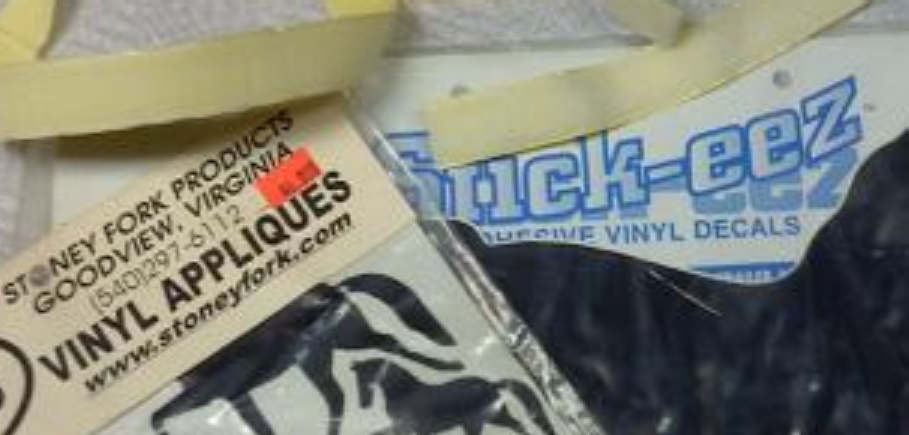 STONEY FORK PRODUCTS
GOODVIEW, VIRGINIA
(540)297-6112
VINYL APPLIQUES
www.stoneyfork.com
Stick-eez
ADHESIVE VINYL DECALS